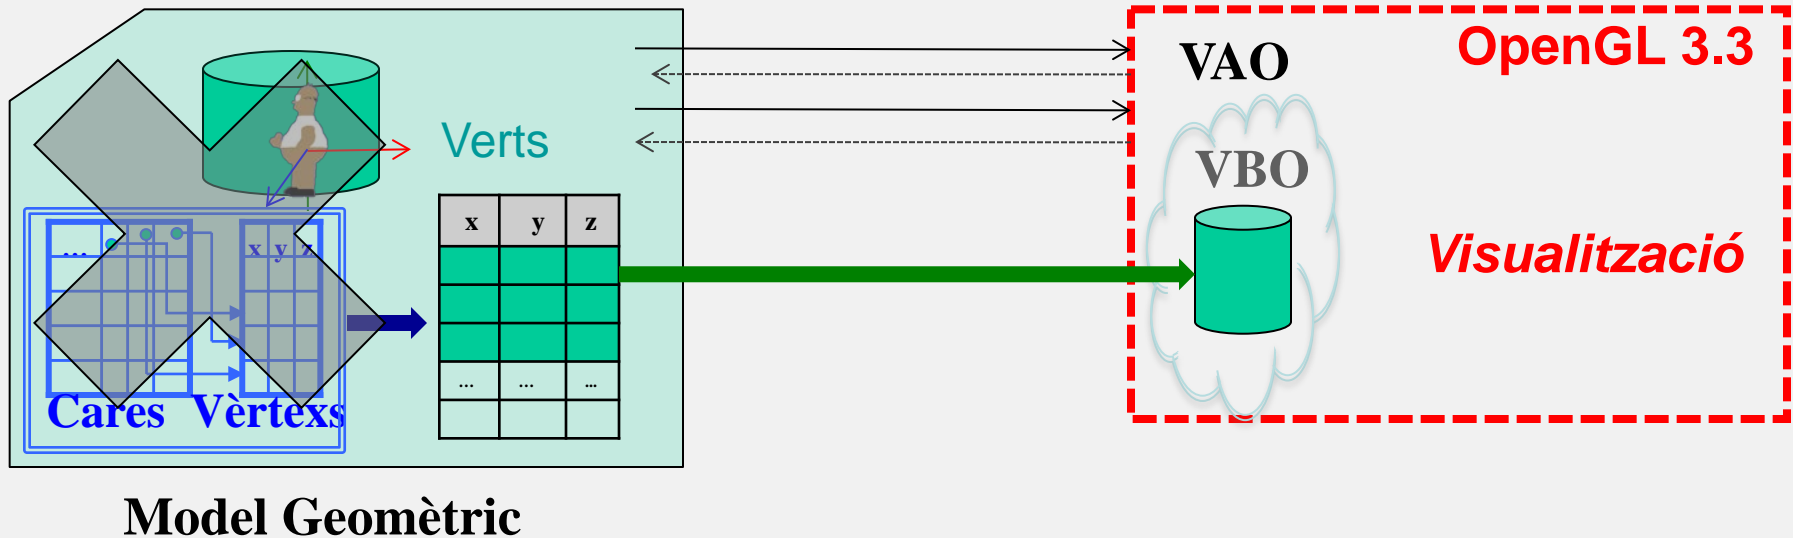 OpenGL 3.3
VAO
Verts
VBO
x y z
... x y z
Visualització
... ... ...
Cares Vèrtexs
Model Geomètric